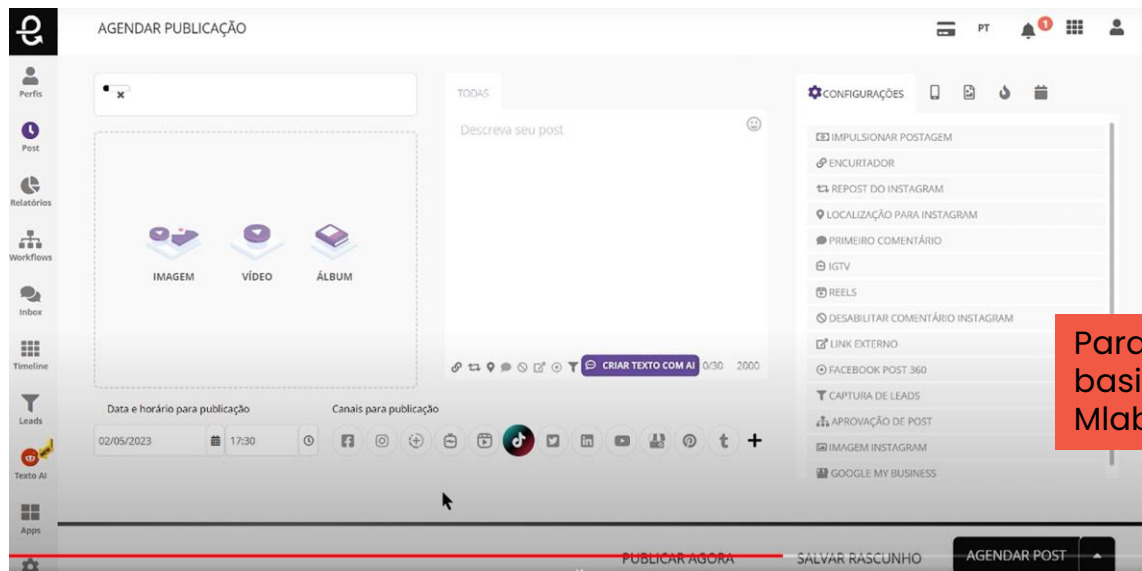 AGENDAR PUBLICAÇÃO
PT
1
Perfis
Post
Relatórios
Workflows
Inbox
Timeline
Leads
Texto AI
Apps
IMAGEM
VÍDEO
ÁLBUM
Data e horário para publicação
02/05/2023
17:30
Canais para publicação
TODAS
Descreva seu post
CRIAR TEXTO COM AI
0/30
2000
CONFIGURAÇÕES
IMPULSIONAR POSTAGEM
ENCURTADOR
REPOST DO INSTAGRAM
LOCALIZAÇÃO PARA INSTAGRAM
PRIMEIRO COMENTÁRIO
IGTV
REELS
DESABILITAR COMENTÁRIO INSTAGRAM
LINK EXTERNO
FACEBOOK POST 360
CAPTURA DE LEADS
APROVAÇÃO DE POST
IMAGEM INSTAGRAM
GOOGLE MY BUSINESS
Para
basi
Mlab
PUBLICAR AGORA
SALVAR RASCUNHO
AGENDAR POST